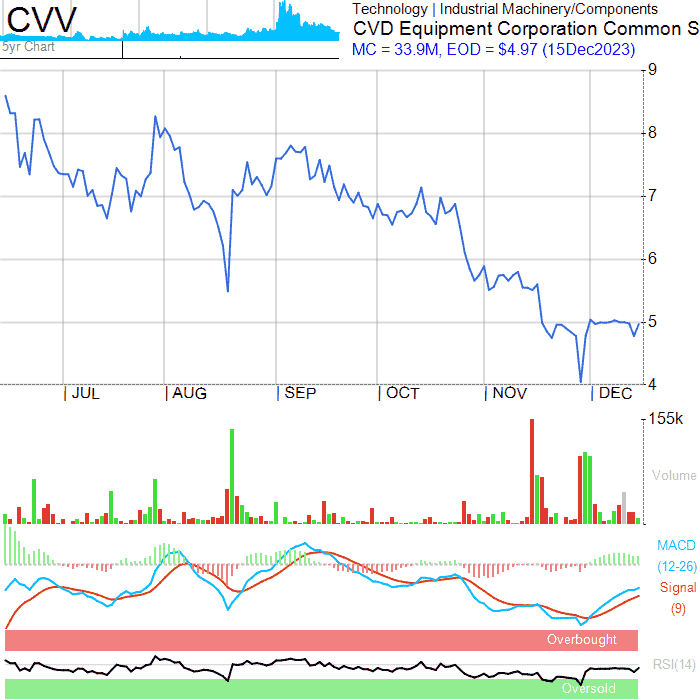 CVV
5yr Chart
Technology | Industrial Machinery/Components
CVD Equipment Corporation Common S
MC = 33.9M, EOD = $4.97 (15Dec2023)
9
8
7
6
5
4
JUL AUG SEP OCT NOV DEC
155k
Volume
MACD
(12-26)
Signal
(9)
Overbought
RSI(14)
Oversold